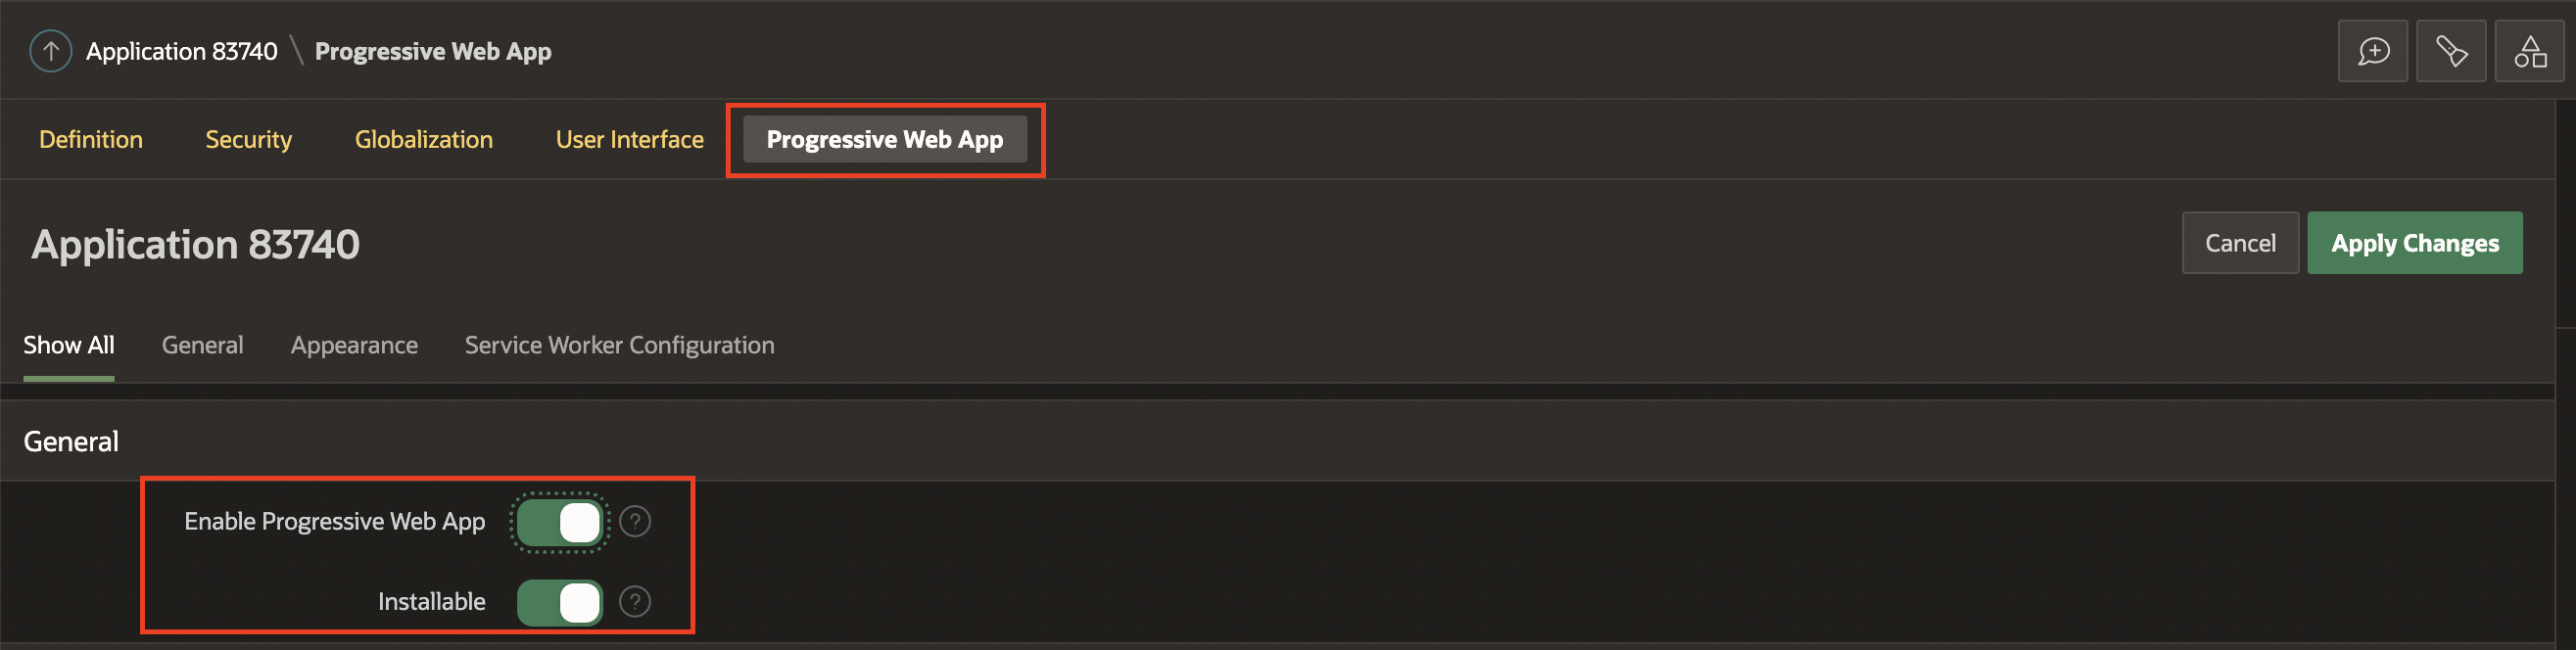 Application 83740 \ Progressive Web App
Definition Security Globalization User Interface Progressive Web App
Application 83740
Cancel Apply Changes
Show All General Appearance Service Worker Configuration
General
Enable Progressive Web App ?
Installable ?